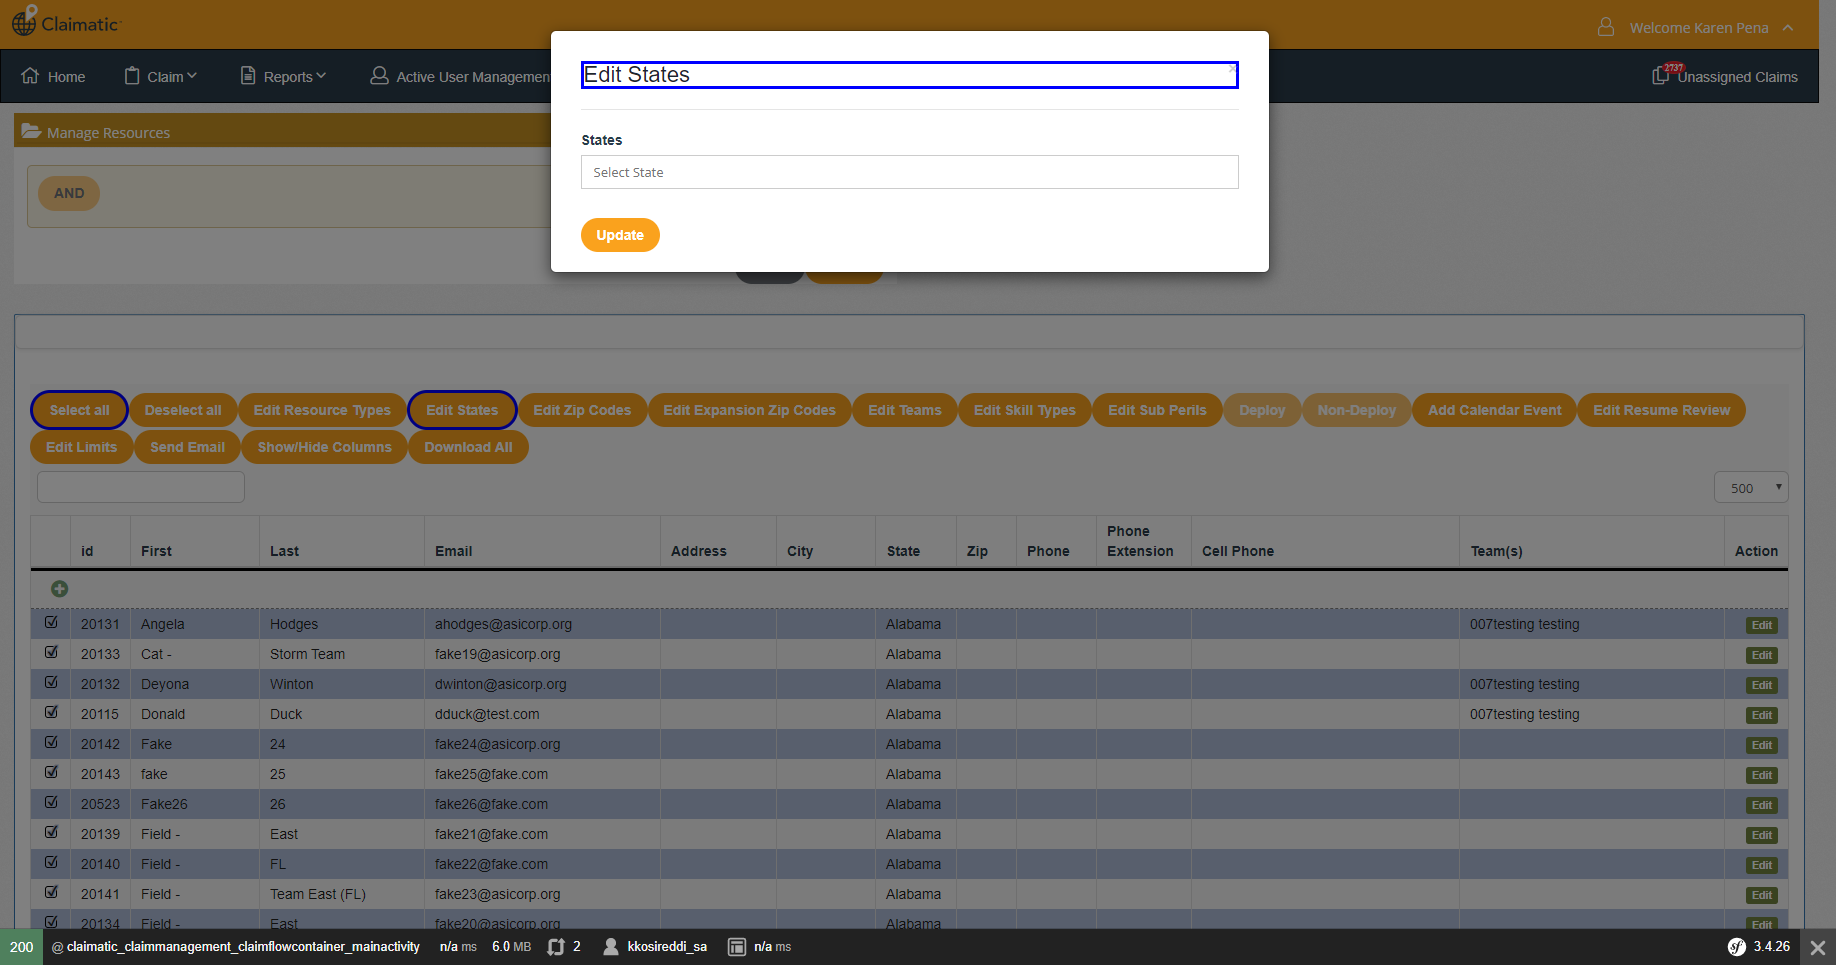 Claimatic
Welcome Karen Pena
Home
Claim
Reports
Active User Managemen
2737
Unassigned Claims
Edit States
×
States
Select State
Update
Manage Resources
AND
Select all Deselect all Edit Resource Types Edit States Edit Zip Codes Edit Expansion Zip Codes Edit Teams Edit Skill Types Edit Sub Perils Deploy Non-Deploy Add Calendar Event Edit Resume Review
Edit Limits Send Email Show/Hide Columns Download All
500
id First Last Email Address City State Zip Phone Phone Extension Cell Phone Team(s) Action
20131 Angela Hodges ahodges@asicorp.org Alabama 007testing testing Edit
20133 Cat - Storm Team fake19@asicorp.org Alabama Edit
20132 Deyona Winton dwinton@asicorp.org Alabama 007testing testing Edit
20115 Donald Duck dduck@test.com Alabama 007testing testing Edit
20142 Fake 24 fake24@asicorp.org Alabama Edit
20143 fake 25 fake25@fake.com Alabama Edit
20523 Fake26 26 fake26@fake.com Alabama Edit
20139 Field - East fake21@fake.com Alabama Edit
20140 Field - FL fake22@fake.com Alabama Edit
20141 Field - Team East (FL) fake23@asicorp.org Alabama Edit
20134 Field - East fake20@asicorp.org Alabama Edit
200 @ claimatic_claimmanagement_claimflowcontainer_mainactivity n/a ms 6.0 MB 2 kkosireddi_sa n/a ms sf 3.4.26